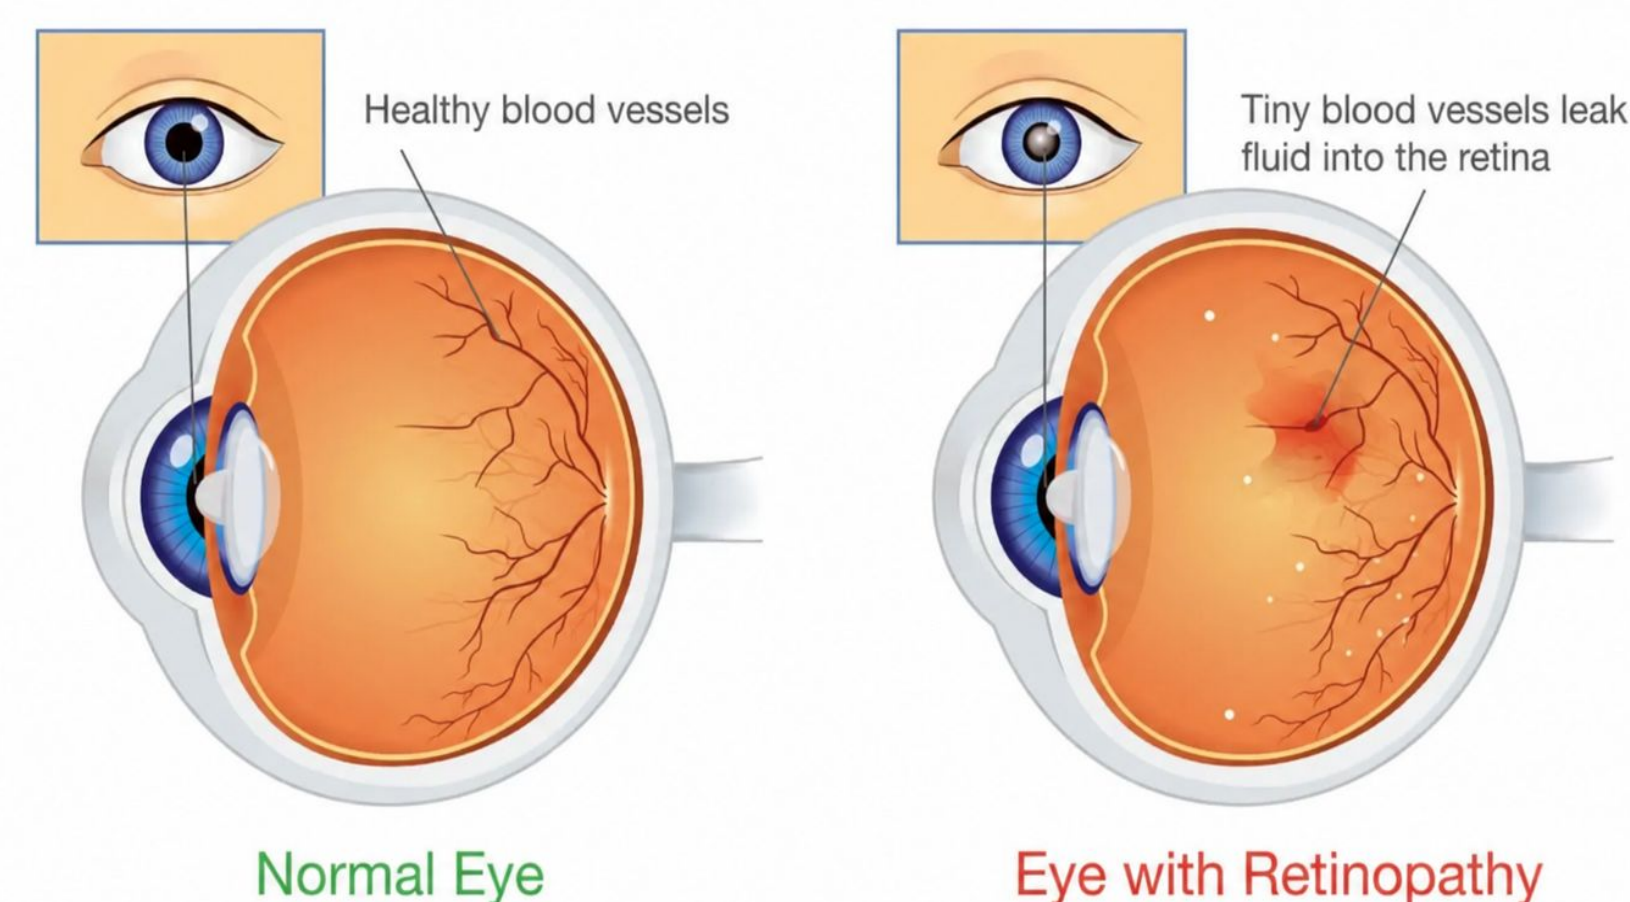 Healthy blood vessels
Tiny blood vessels leak
fluid into the retina
Normal Eye
Eye with Retinopathy